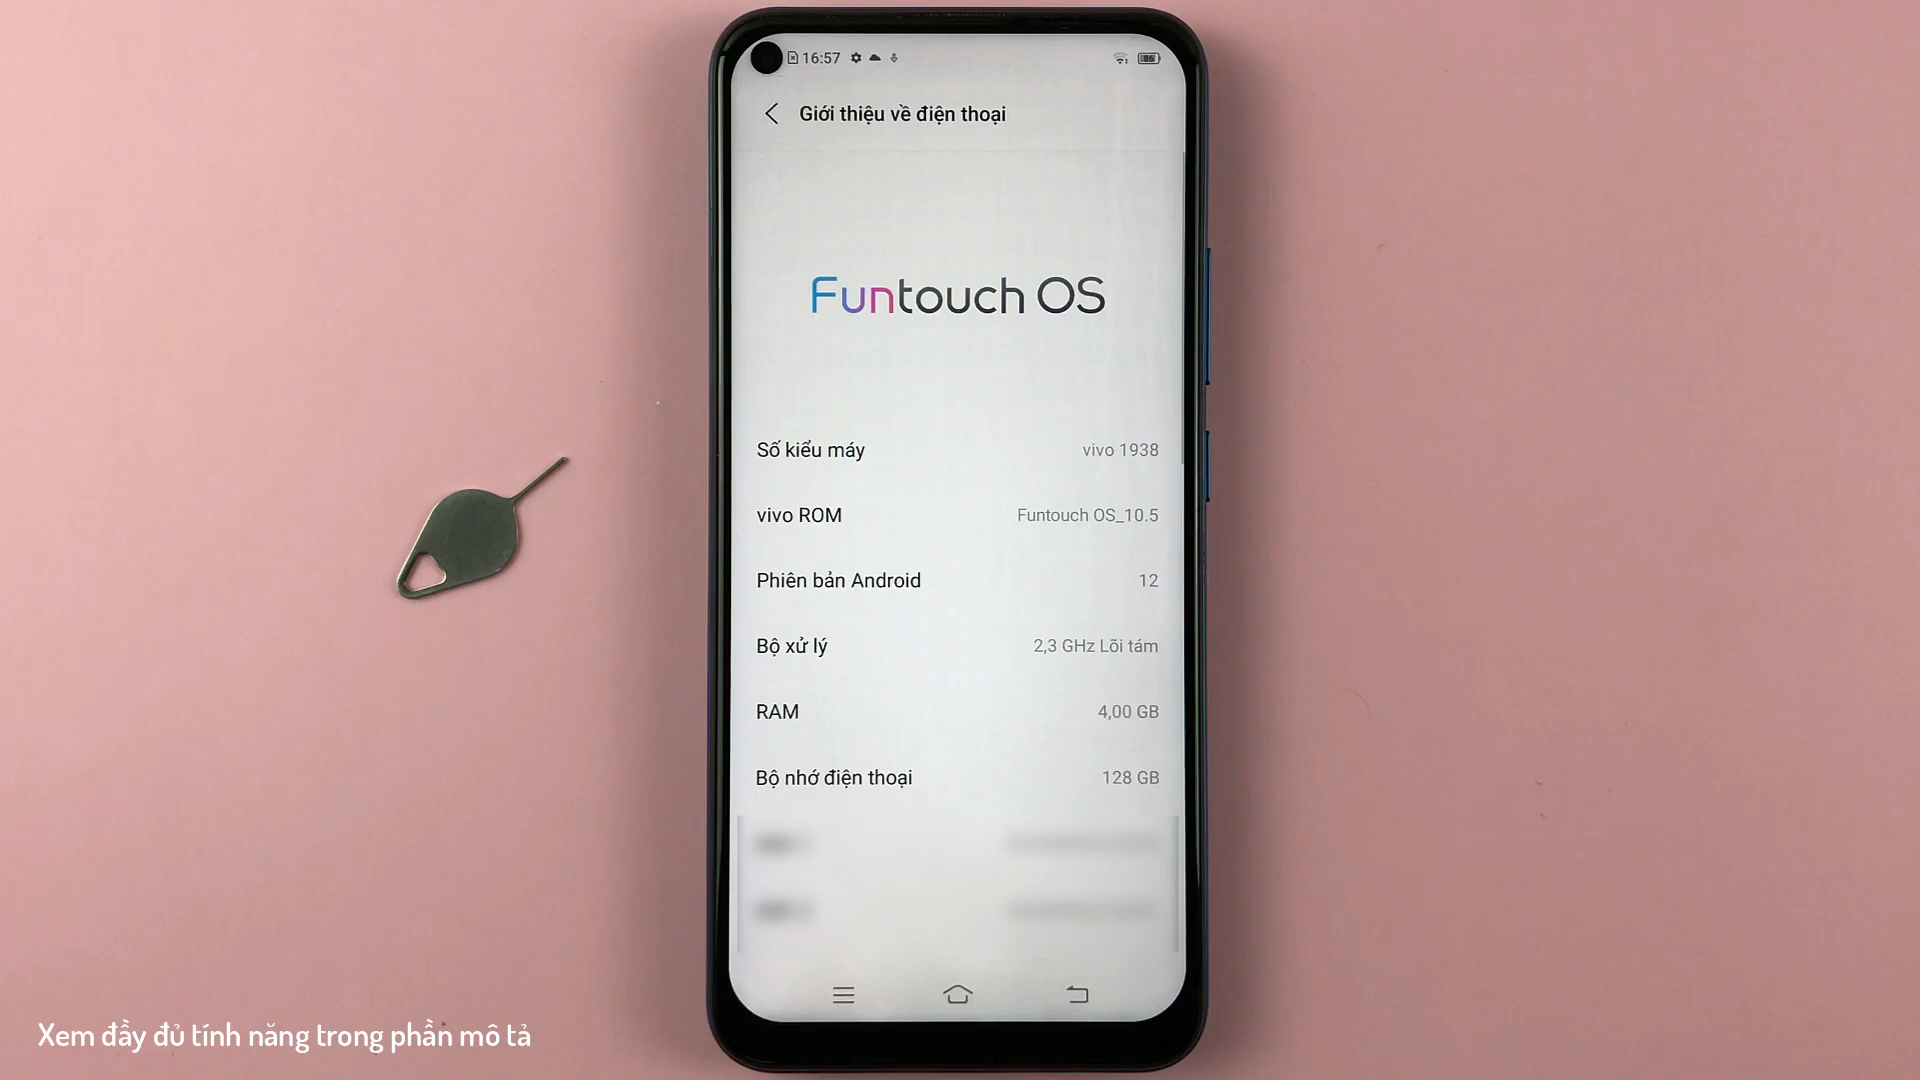 16:57
86
Giới thiệu về điện thoại
Funtouch OS
Số kiểu máy vivo 1938
vivo ROM Funtouch OS_10.5
Phiên bản Android 12
Bộ xử lý 2,3 GHz Lõi tám
RAM 4,00 GB
Bộ nhớ điện thoại 128 GB
Xem đầy đủ tính năng trong phần mô tả